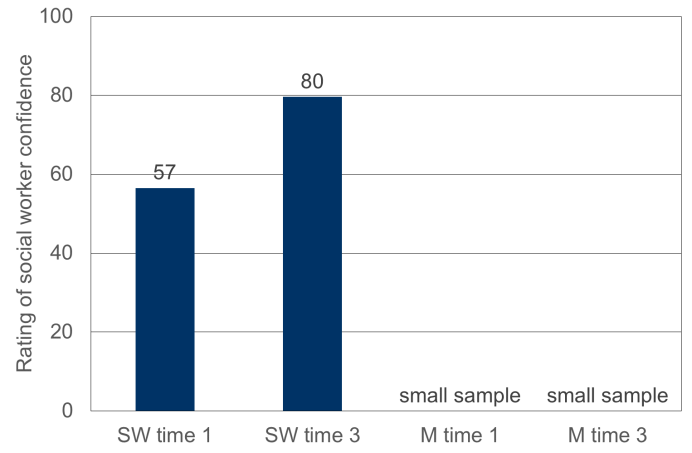 Rating of social worker confidence
100
80
60
40
20
0
57
80
small sample
small sample
SW time 1
SW time 3
M time 1
M time 3